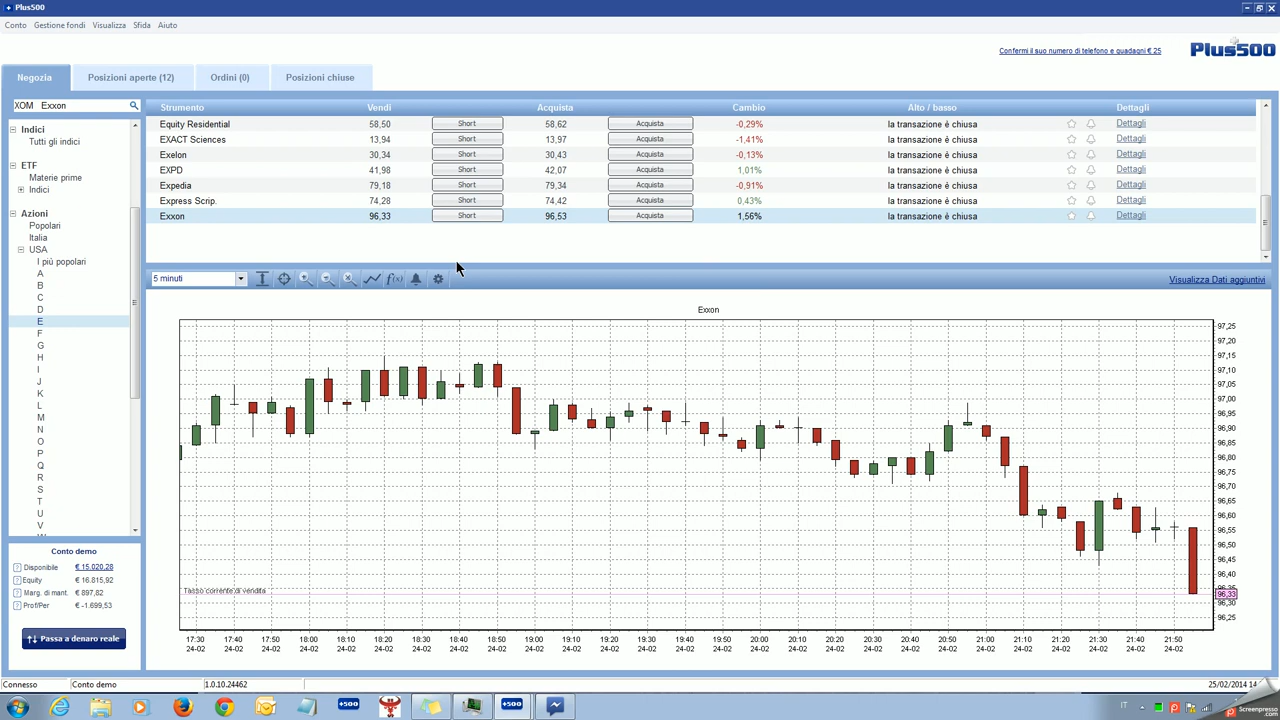 Plus500
Conto Gestione fondi Visualizza Sfida Aiuto
Confermi il suo numero di telefono e quadagni € 25
Plus500
Negozia Posizioni aperte (12) Ordini (0) Posizioni chiuse
XOM Exxon
Strumento Vendi Acquista Cambio Alto / basso Dettagli
Equity Residential 58,50 Short 58,62 Acquista -0,29% la transazione è chiusa Dettagli
EXACT Sciences 13,94 Short 13,97 Acquista -1,41% la transazione è chiusa Dettagli
Exelon 30,34 Short 30,43 Acquista -0,13% la transazione è chiusa Dettagli
EXPD 41,98 Short 42,07 Acquista 1,01% la transazione è chiusa Dettagli
Expedia 79,18 Short 79,34 Acquista -0,91% la transazione è chiusa Dettagli
Express Scrip. 74,28 Short 74,42 Acquista 0,43% la transazione è chiusa Dettagli
Exxon 96,33 Short 96,53 Acquista 1,56% la transazione è chiusa Dettagli
Indici
Tutti gli indici
ETF
Materie prime
Indici
Azioni
Popolari
Italia
USA
I più popolari
A
B
C
D
E
F
G
H
I
J
K
L
M
N
O
P
Q
R
S
T
U
V
5 minuti f(x) Visualizza Dati aggiuntivi
Exxon
97,25
97,20
97,15
97,10
97,05
97,00
96,95
96,90
96,85
96,80
96,75
96,70
96,65
96,60
96,55
96,50
96,45
96,40
96,35
96,33
96,30
96,25
Tasso corrente di vendita
17:30 17:40 17:50 18:00 18:10 18:20 18:30 18:40 18:50 19:00 19:10 19:20 19:30 19:40 19:50 20:00 20:10 20:20 20:30 20:40 20:50 21:00 21:10 21:30 21:40 21:50
24-02 24-02 24-02 24-02 24-02 24-02 24-02 24-02 24-02 24-02 24-02 24-02 24-02 24-02 24-02 24-02 24-02 24-02 24-02 24-02 24-02 24-02 24-02 24-02 24-02 24-02
Conto demo
? Disponibile € 15.020,28
? Equity € 16.815,92
? Marg. di mant. € 897,82
? Prof/Per € -1.699,53
Passa a denaro reale
Connesso Conto demo 1.0.10.24462 25/02/2014 14
+500 +500 IT
Screenpresso.com